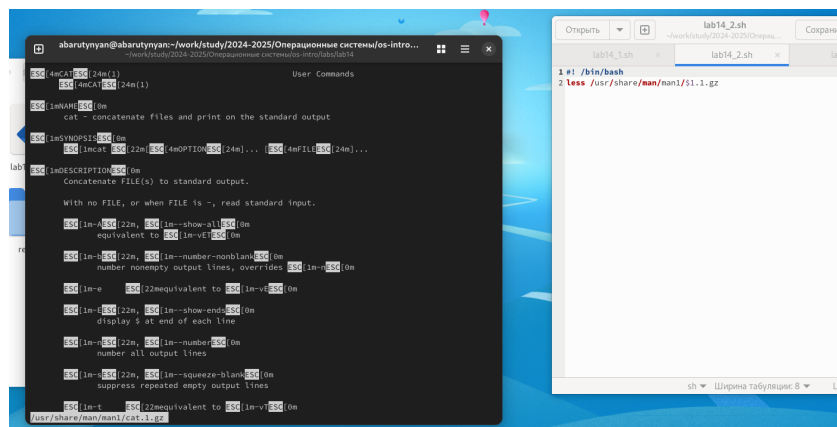 abarutynyan@abarutynyan:~/work/study/2024-2025/Операционные системы/os-intro...
~/work/study/2024-2025/Операционные системы/os-intro/labs/lab14
ESC[4mCATESC[24m(1) User Commands
ESC[4mCATESC[24m(1)
ESC[1mNAMEESC[0m
cat - concatenate files and print on the standard output
ESC[1mSYNOPSISESC[0m
ESC[1mcat ESC[22m[ESC[4mOPTIONESC[24m]... [ESC[4mFILEESC[24m]...
ESC[1mDESCRIPTIONESC[0m
Concatenate FILE(s) to standard output.
With no FILE, or when FILE is -, read standard input.
ESC[1m-AESC[22m, ESC[1m--show-allESC[0m
equivalent to ESC[1m-vETESC[0m
ESC[1m-bESC[22m, ESC[1m--number-nonblankESC[0m
number nonempty output lines, overrides ESC[1m-nESC[0m
ESC[1m-e ESC[22mequivalent to ESC[1m-vEESC[0m
ESC[1m-EESC[22m, ESC[1m--show-endsESC[0m
display $ at end of each line
ESC[1m-nESC[22m, ESC[1m--numberESC[0m
number all output lines
ESC[1m-sESC[22m, ESC[1m--squeeze-blankESC[0m
suppress repeated empty output lines
ESC[1m-t ESC[22mequivalent to ESC[1m-vTESC[0m
/usr/share/man/man1/cat.1.gz
lab1
re
Открыть lab14_2.sh Сохрани
~/work/study/2024-2025/Операц...
lab14_1.sh × lab14_2.sh × la
1 #! /bin/bash
2 less /usr/share/man/man1/$1.1.gz
sh Ширина табуляции: 8